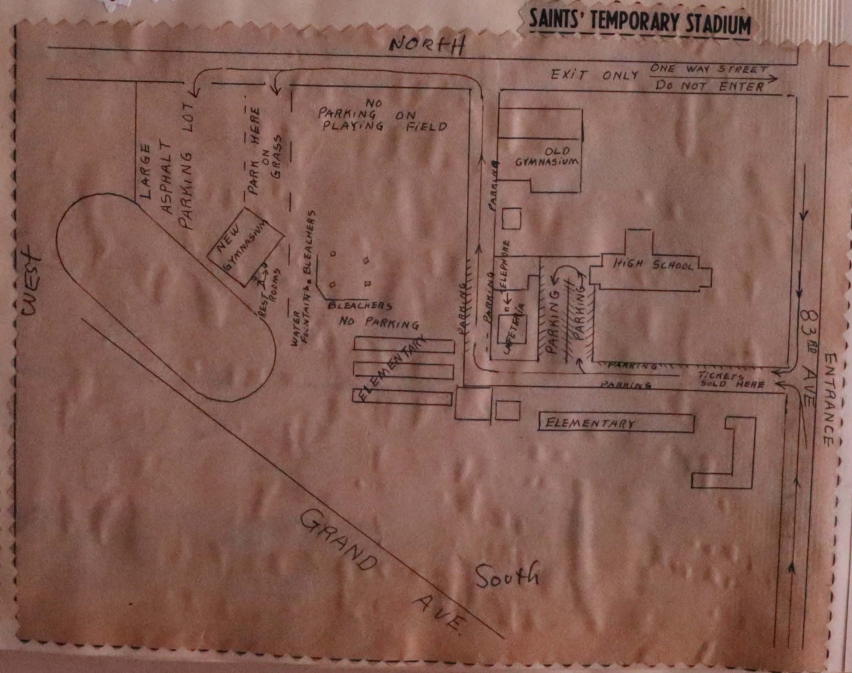 SAINTS' TEMPORARY STADIUM
NORTH
EXIT ONLY
ONE WAY STREET
DO NOT ENTER
NO
PARKING ON
PLAYING FIELD
LARGE
ASPHALT
PARKING LOT
PARK HERE
ON
GRASS
OLD
GYMNASIUM
PARKING
NEW
GYMNASIUM
REST
ROOMS
WATER
FOUNTAIN
BLEACHERS
BLEACHERS
NO PARKING
WEST
TELEPHONE
CAFETERIA
PARKING
PARKING
PARKING
PARKING
HIGH SCHOOL
83RD AVE
ENTRANCE
PARKING
PARKING
TICKETS
SOLD HERE
ELEMENTARY
ELEMENTARY
GRAND
AVE.
South